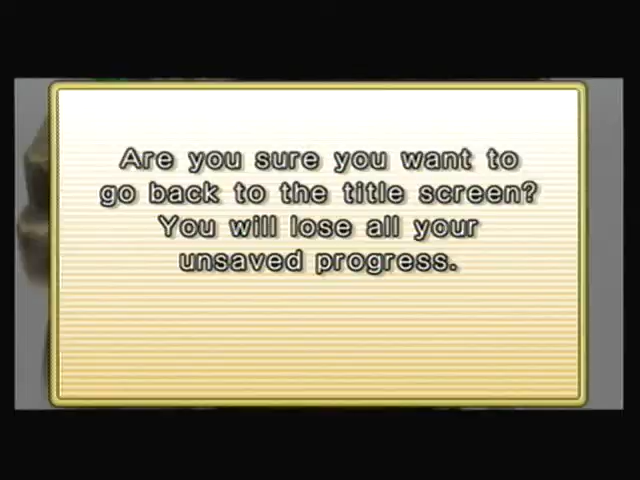 Are you sure you want to
go back to the title screen?
You will lose all your
unsaved progress.